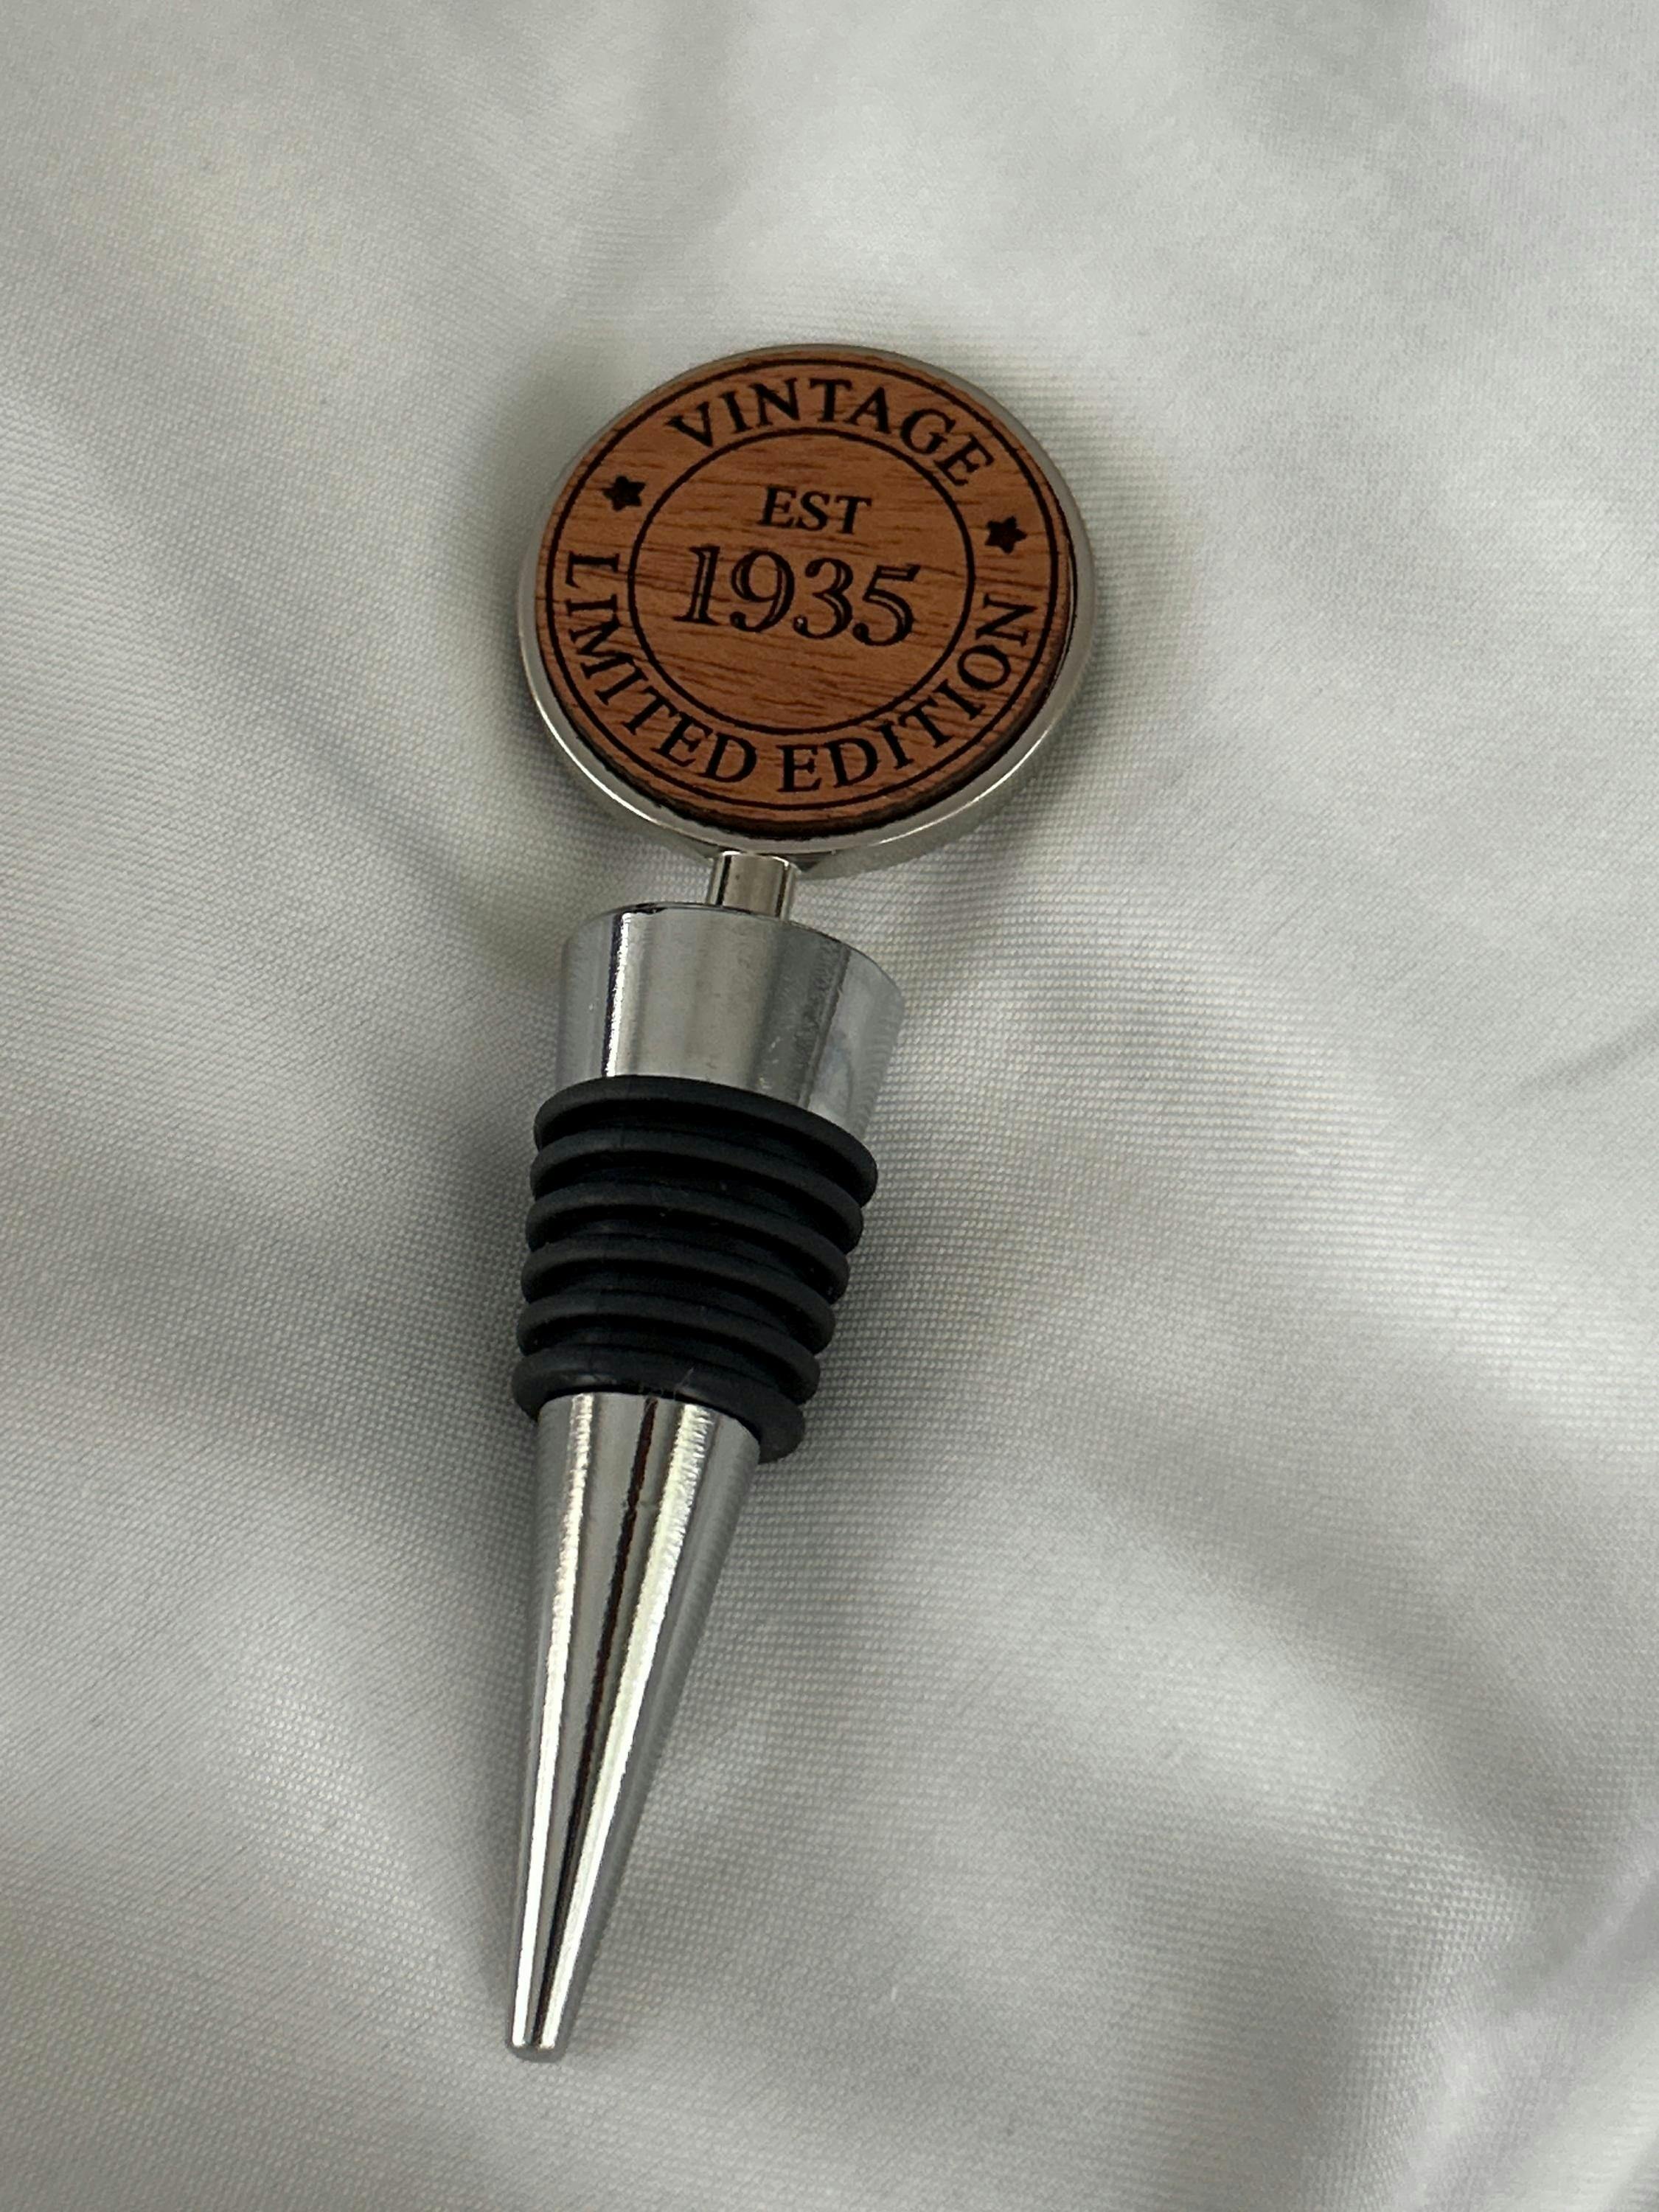 VINTAGE
EST
1935
LIMITED EDITION